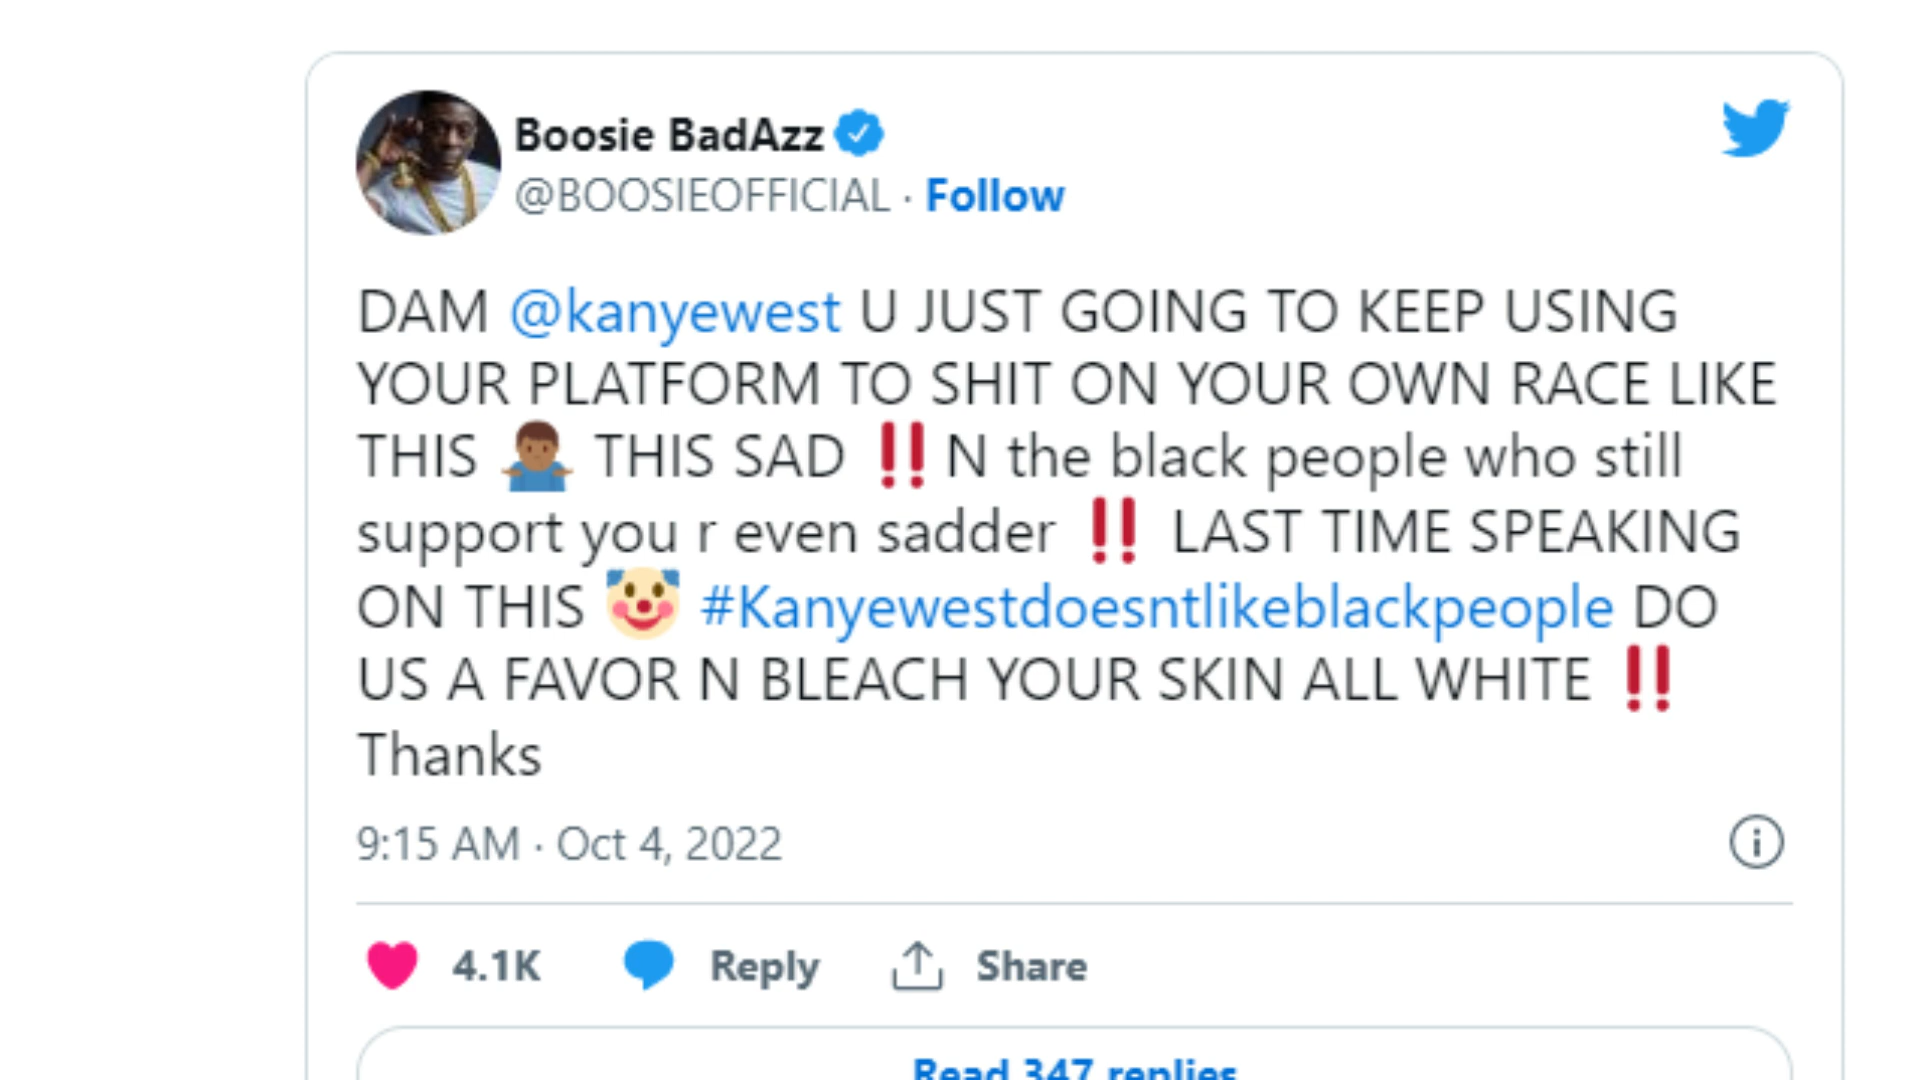 Boosie BadAzz
@BOOSIEOFFICIAL · Follow
DAM @kanyewest U JUST GOING TO KEEP USING
YOUR PLATFORM TO SHIT ON YOUR OWN RACE LIKE
THIS 🤷🏾‍♂️ THIS SAD ‼️N the black people who still
support you r even sadder ‼️ LAST TIME SPEAKING
ON THIS 🤡 #Kanyewestdoesntlikeblackpeople DO
US A FAVOR N BLEACH YOUR SKIN ALL WHITE ‼️
Thanks
9:15 AM · Oct 4, 2022
4.1K Reply Share
Read 347 replies